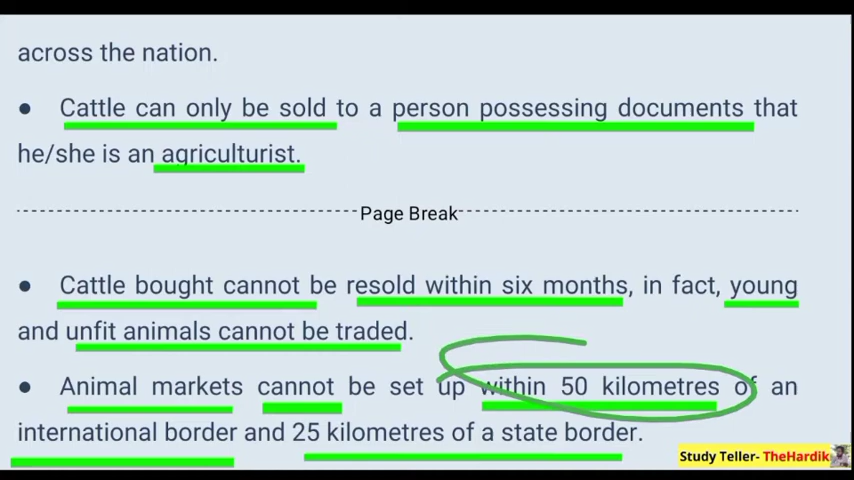 across the nation.
● Cattle can only be sold to a person possessing documents that
he/she is an agriculturist.
Page Break
● Cattle bought cannot be resold within six months, in fact, young
and unfit animals cannot be traded.
● Animal markets cannot be set up within 50 kilometres of an
international border and 25 kilometres of a state border.
Study Teller- TheHardik